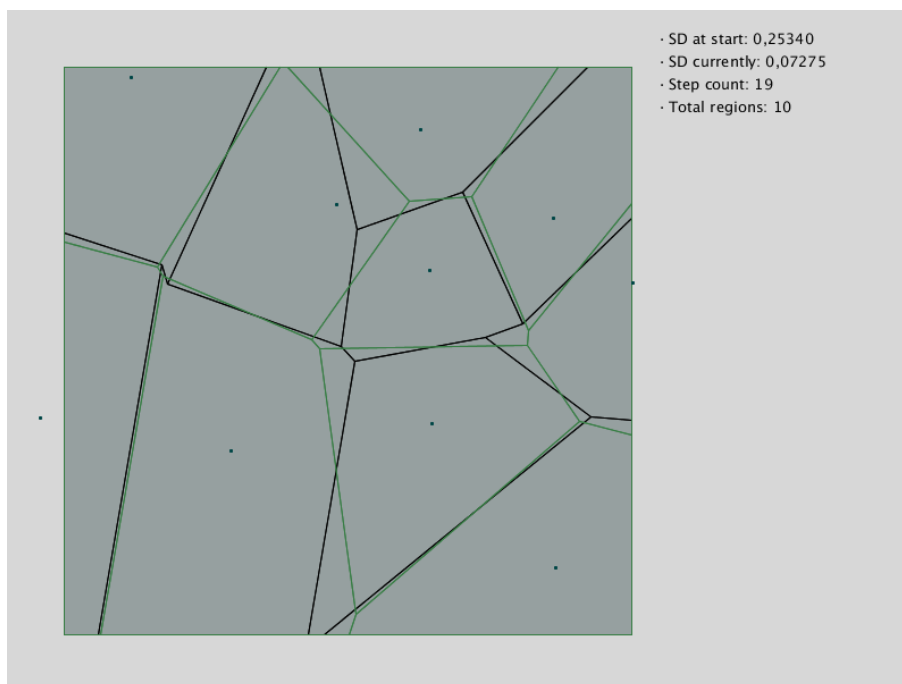 · SD at start: 0,25340
· SD currently: 0,07275
· Step count: 19
· Total regions: 10